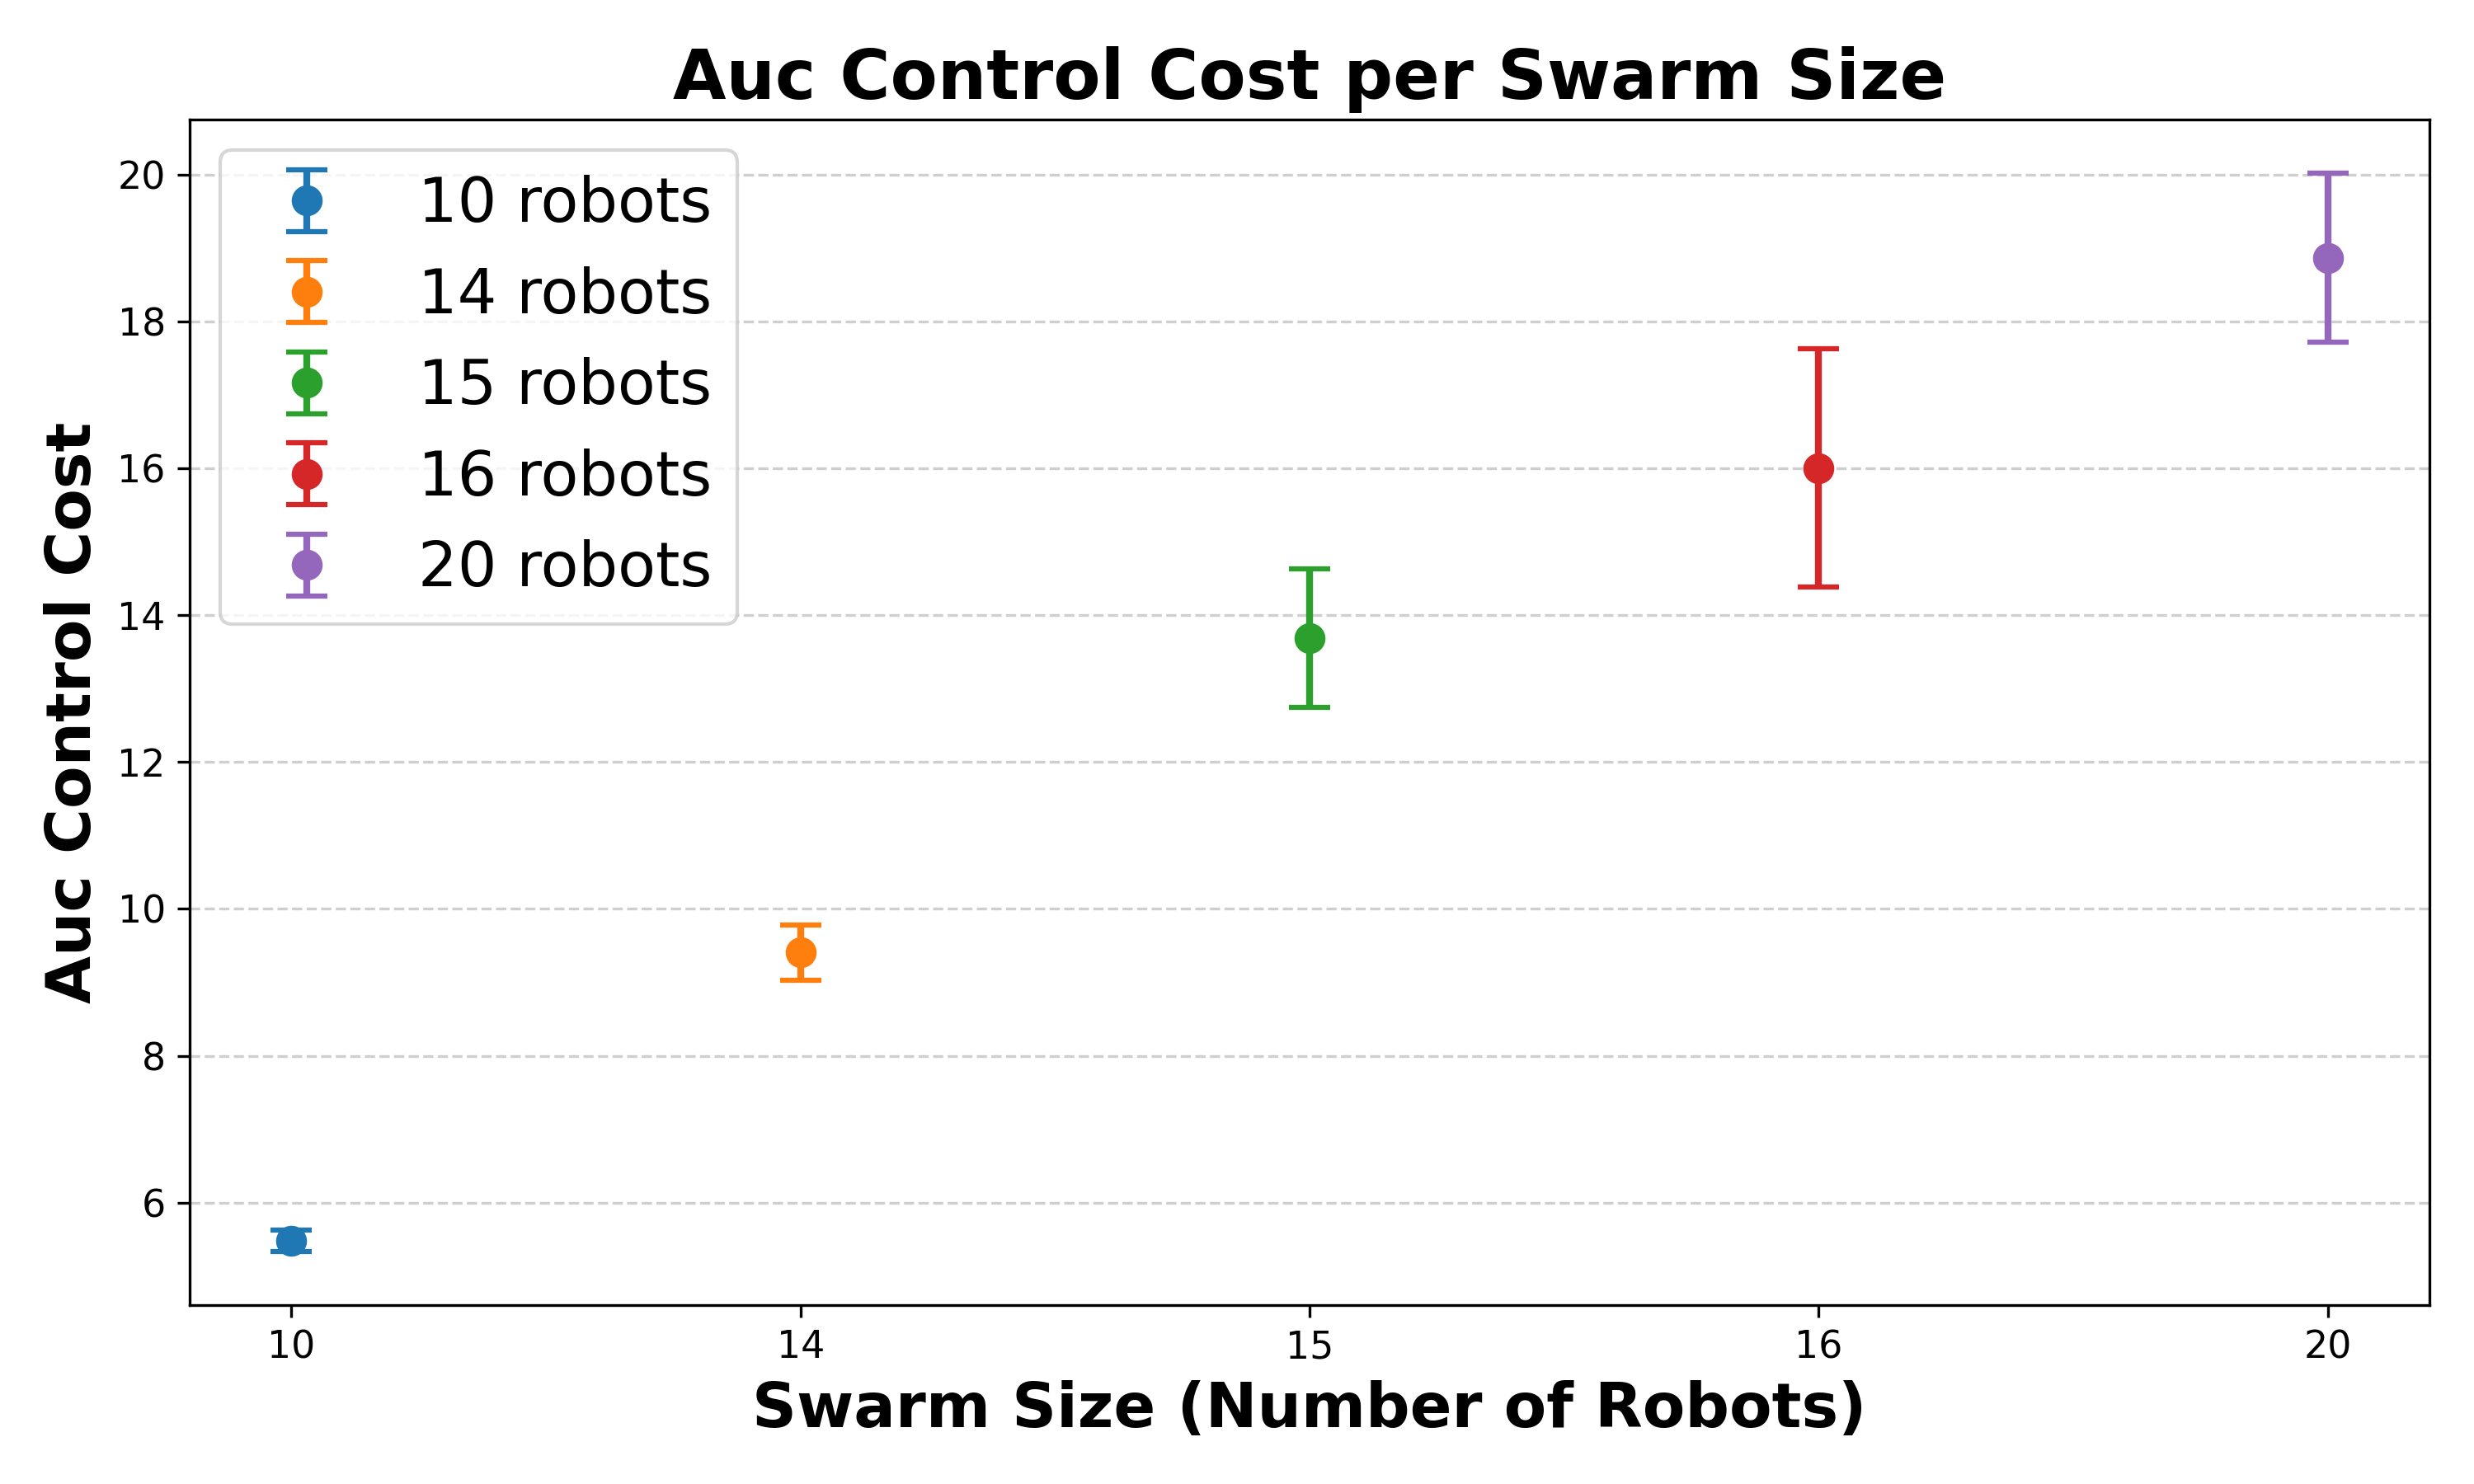 Auc Control Cost per Swarm Size
Auc Control Cost
20
18
16
14
12
10
8
6
10 robots
14 robots
15 robots
16 robots
20 robots
10 14 15 16 20
Swarm Size (Number of Robots)